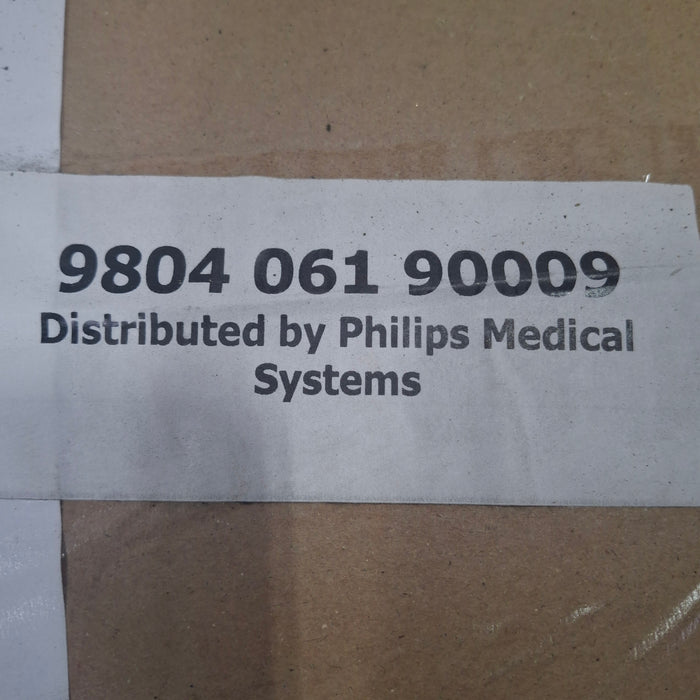 9804 061 90009
Distributed by Philips Medical
Systems